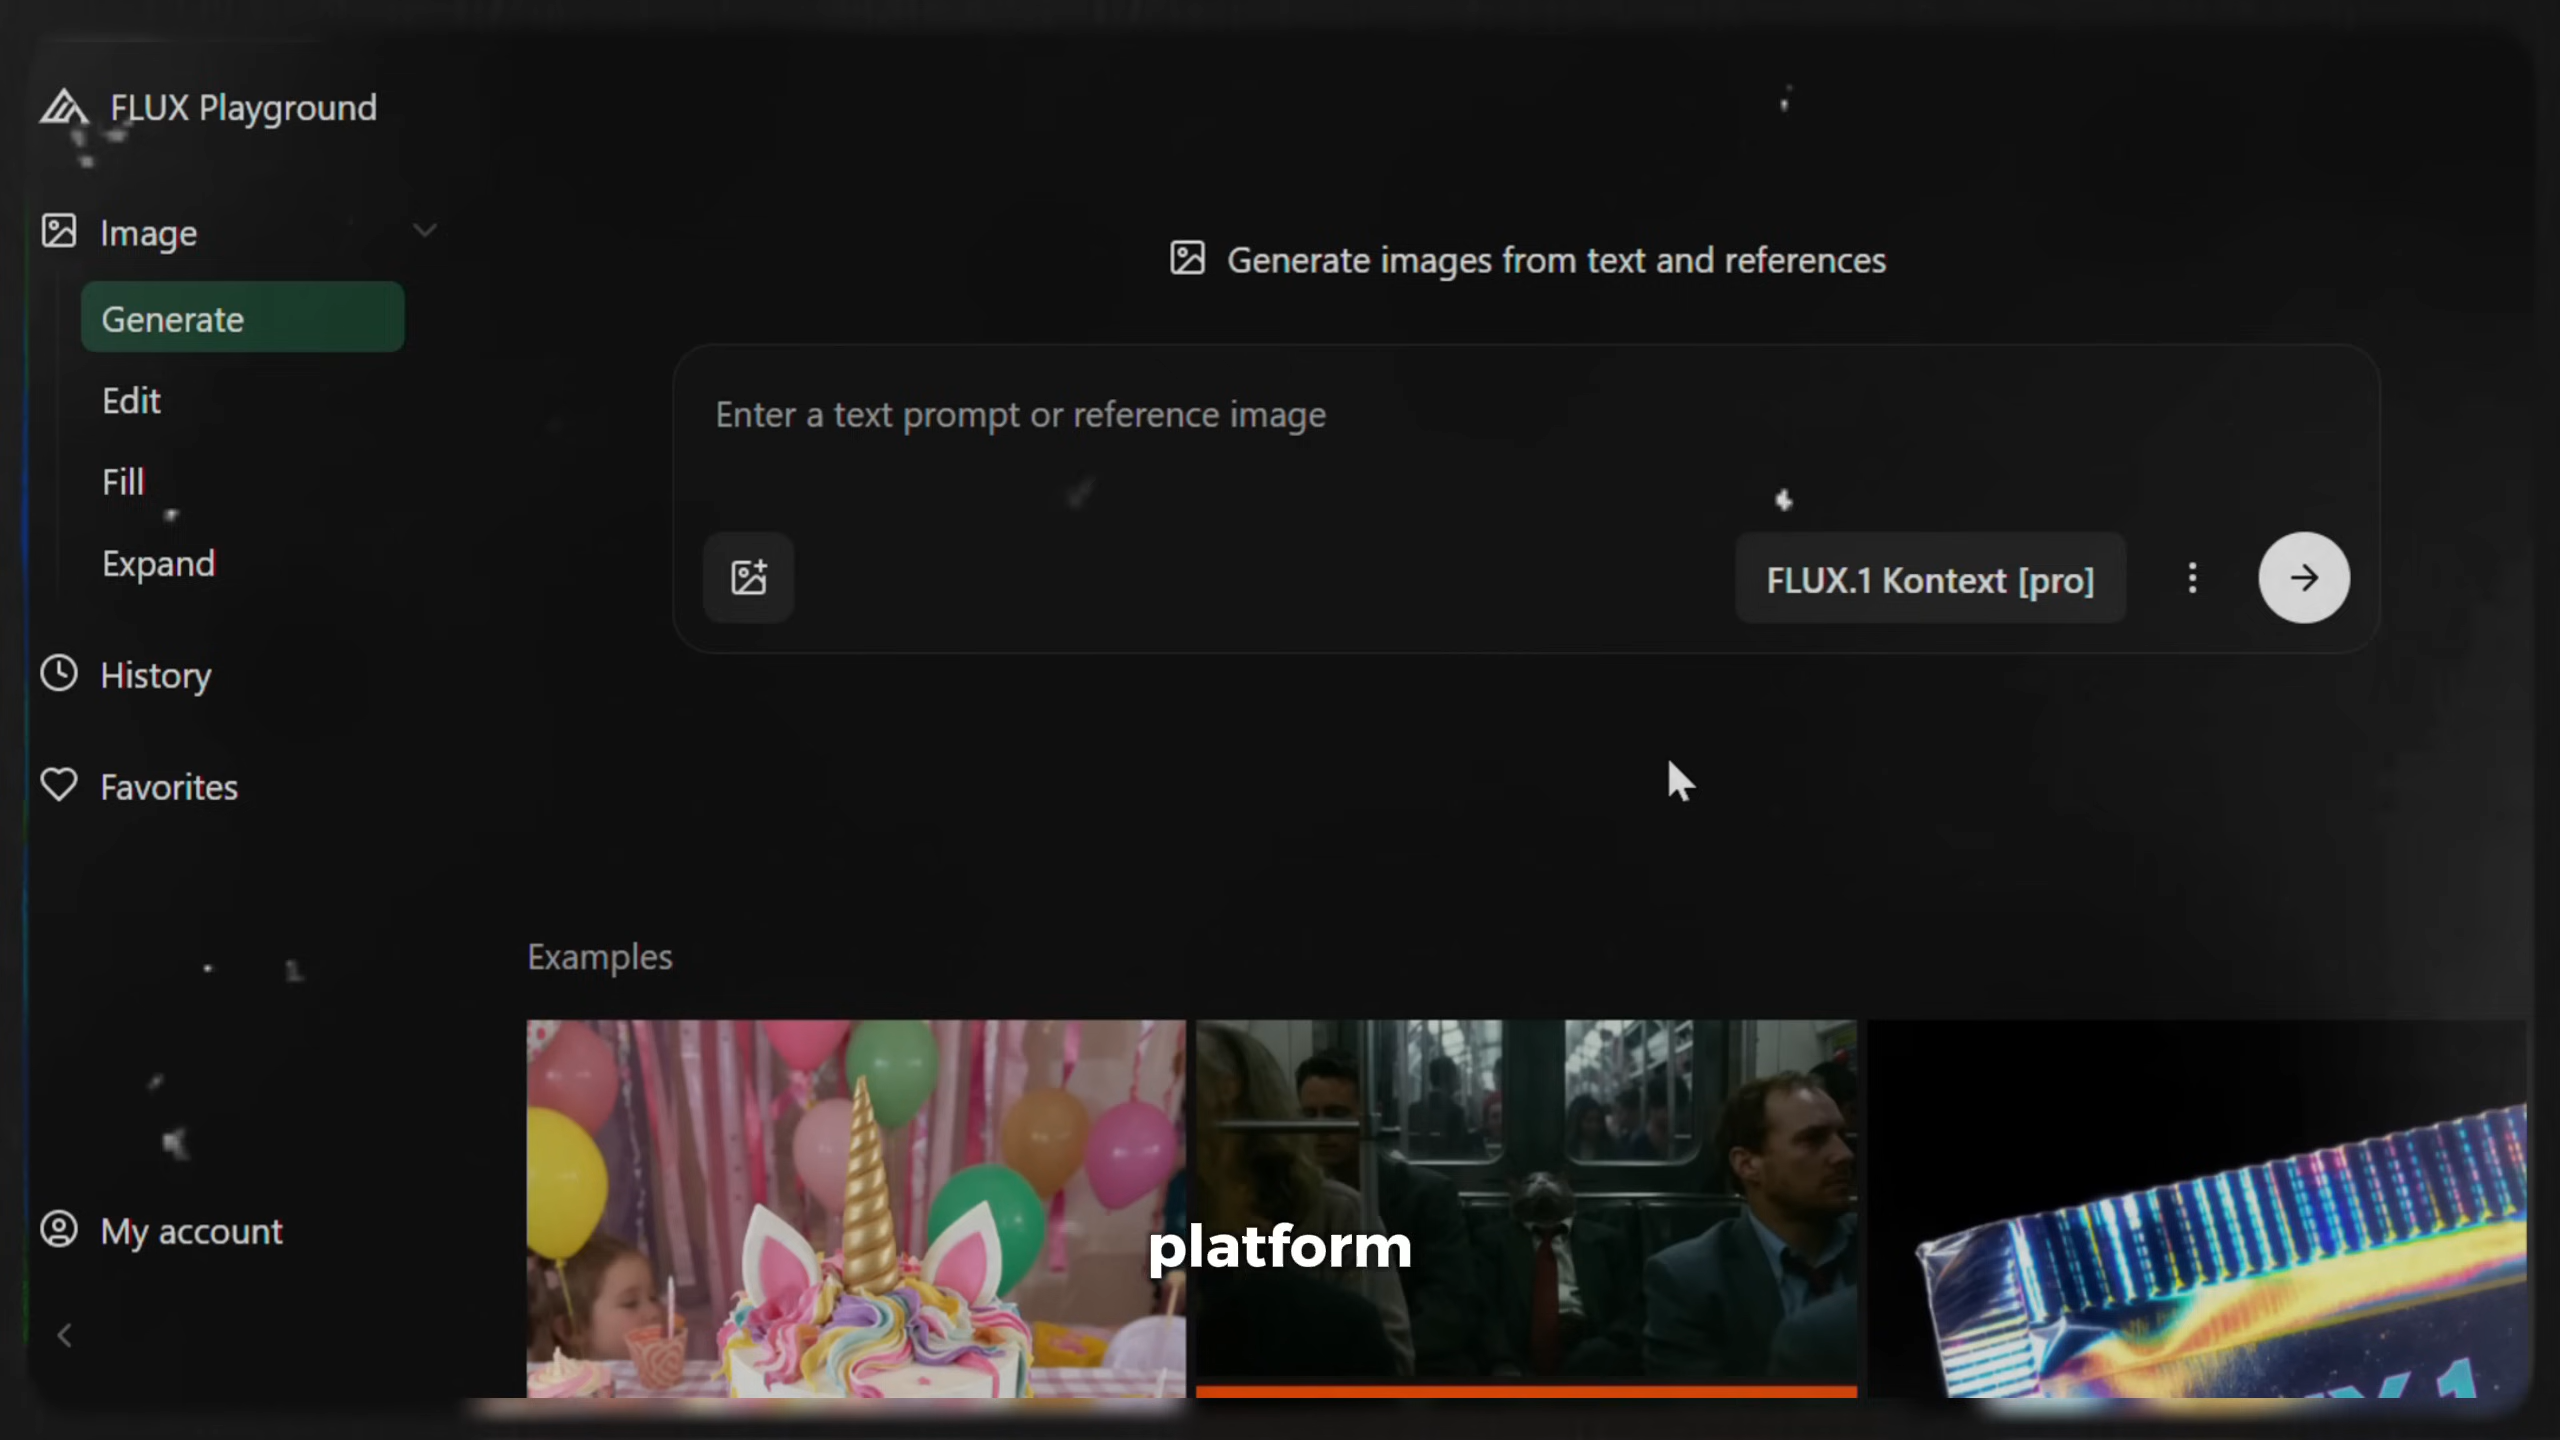 FLUX Playground
Image
Generate
Edit
Fill
Expand
History
Favorites
My account
Generate images from text and references
Enter a text prompt or reference image
FLUX.1 Kontext [pro]
Examples
platform